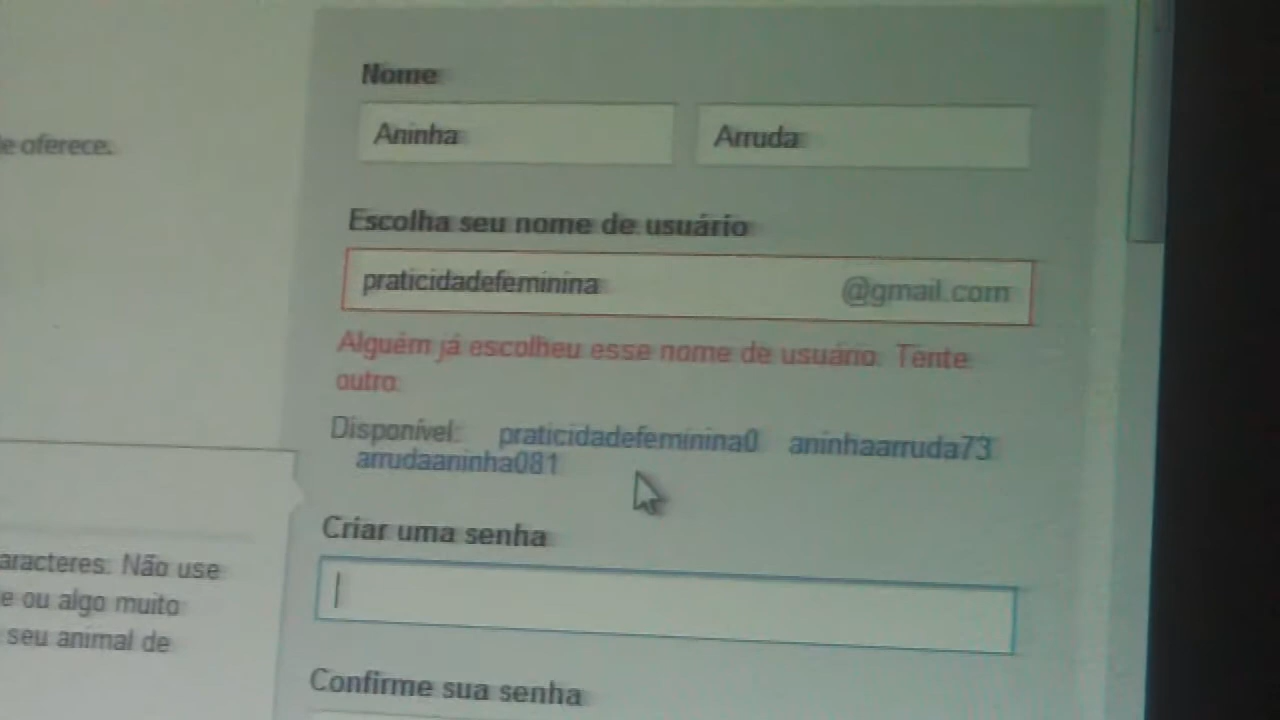 Nome
Aninha Arruda
de oferece.
Escolha seu nome de usuário
praticidadefeminina @gmail.com
Alguém já escolheu esse nome de usuário. Tente
outro.
Disponível: praticidadefeminina0 aninhaarruda73
arrudaaninha081
Criar uma senha
aracteres. Não use
e ou algo muito
seu animal de
Confirme sua senha